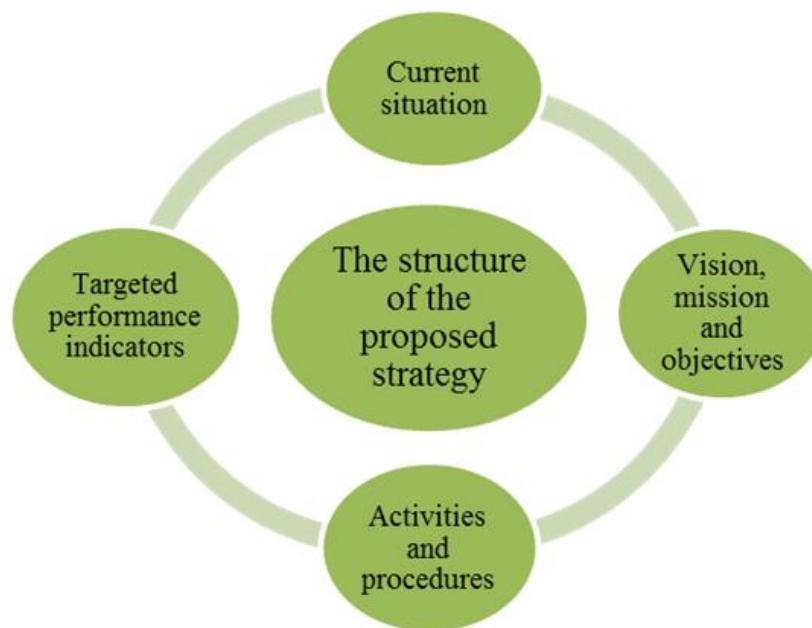 Current
situation
The structure
of the
proposed
strategy
Vision,
mission
and
objectives
Activities
and
procedures
Targeted
performance
indicators